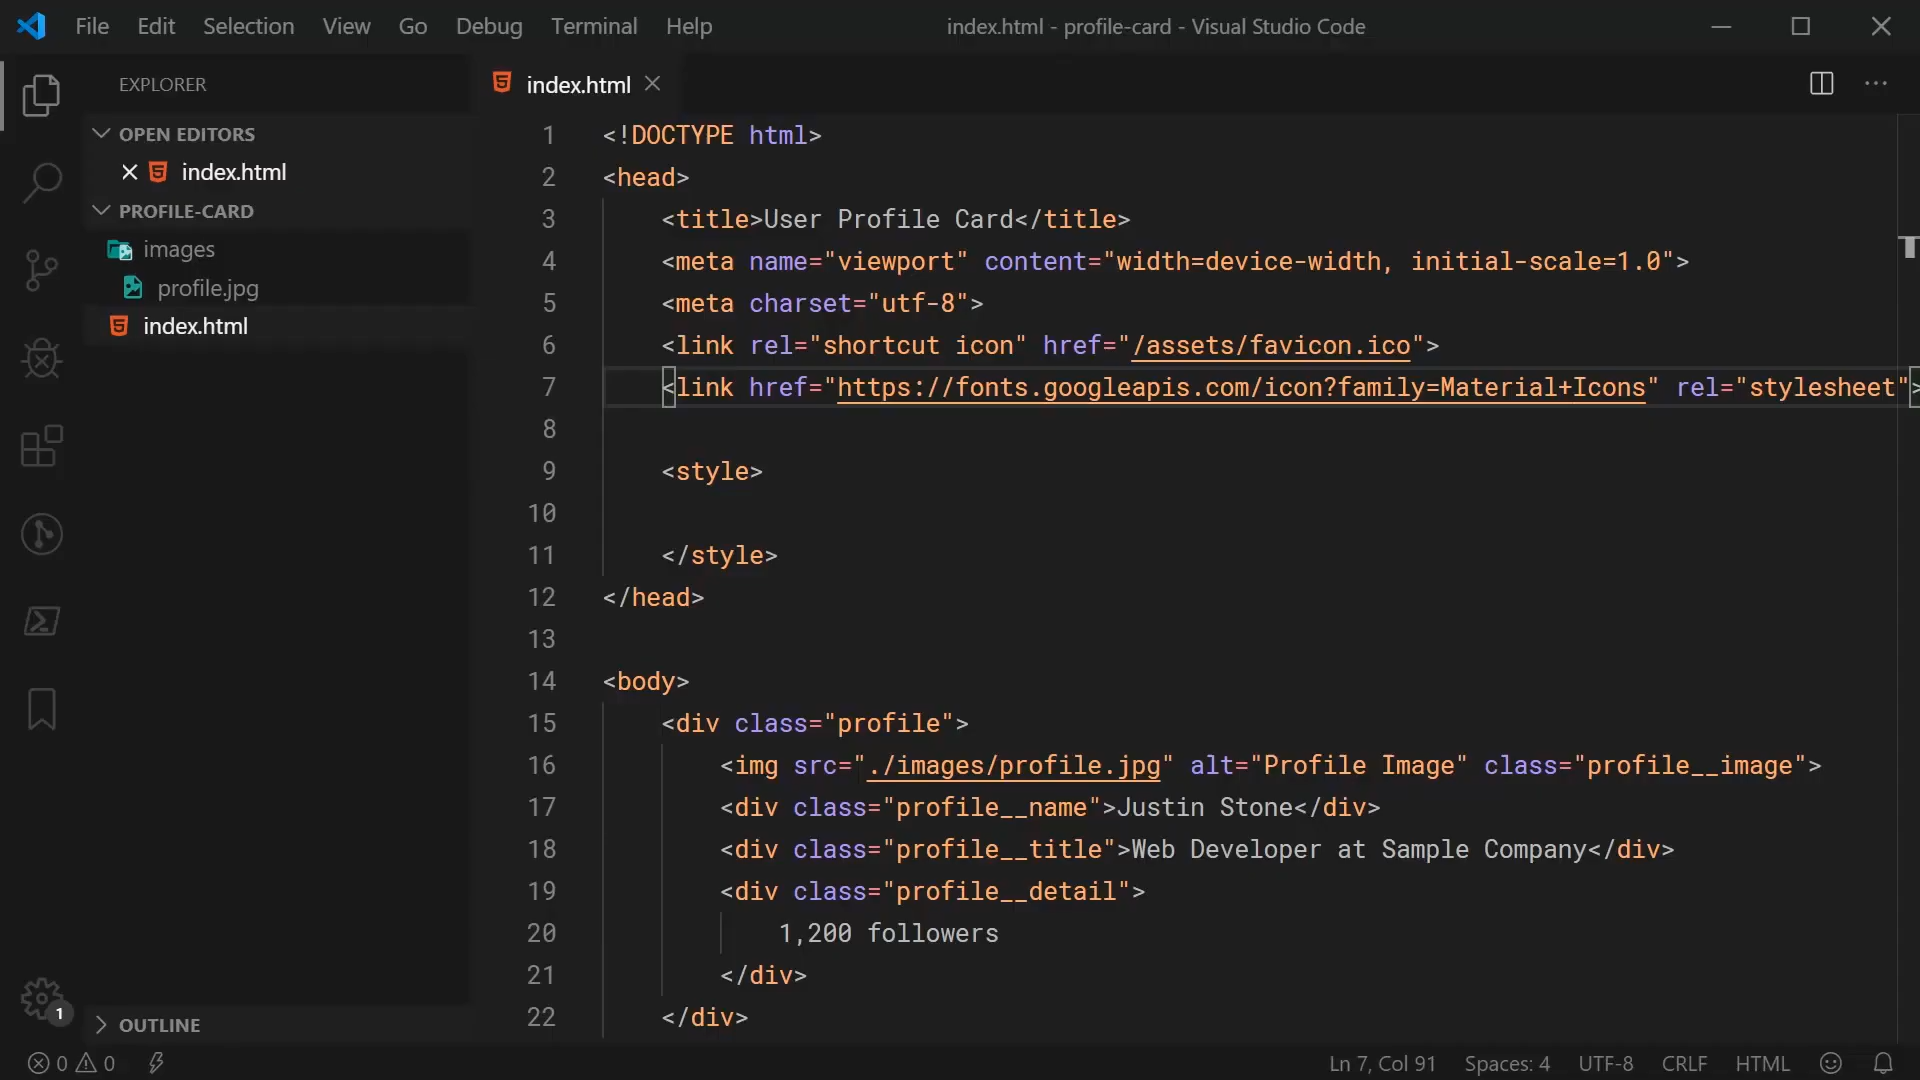 File Edit Selection View Go Debug Terminal Help index.html - profile-card - Visual Studio Code
EXPLORER
OPEN EDITORS
index.html
PROFILE-CARD
images
profile.jpg
index.html
OUTLINE
1
index.html
1 <!DOCTYPE html>
2 <head>
3     <title>User Profile Card</title>
4     <meta name="viewport" content="width=device-width, initial-scale=1.0">
5     <meta charset="utf-8">
6     <link rel="shortcut icon" href="/assets/favicon.ico">
7     <link href="https://fonts.googleapis.com/icon?family=Material+Icons" rel="stylesheet">
8
9     <style>
10
11     </style>
12 </head>
13
14 <body>
15     <div class="profile">
16         <img src="./images/profile.jpg" alt="Profile Image" class="profile__image">
17         <div class="profile__name">Justin Stone</div>
18         <div class="profile__title">Web Developer at Sample Company</div>
19         <div class="profile__detail">
20             1,200 followers
21         </div>
22     </div>
0 0 Ln 7, Col 91 Spaces: 4 UTF-8 CRLF HTML